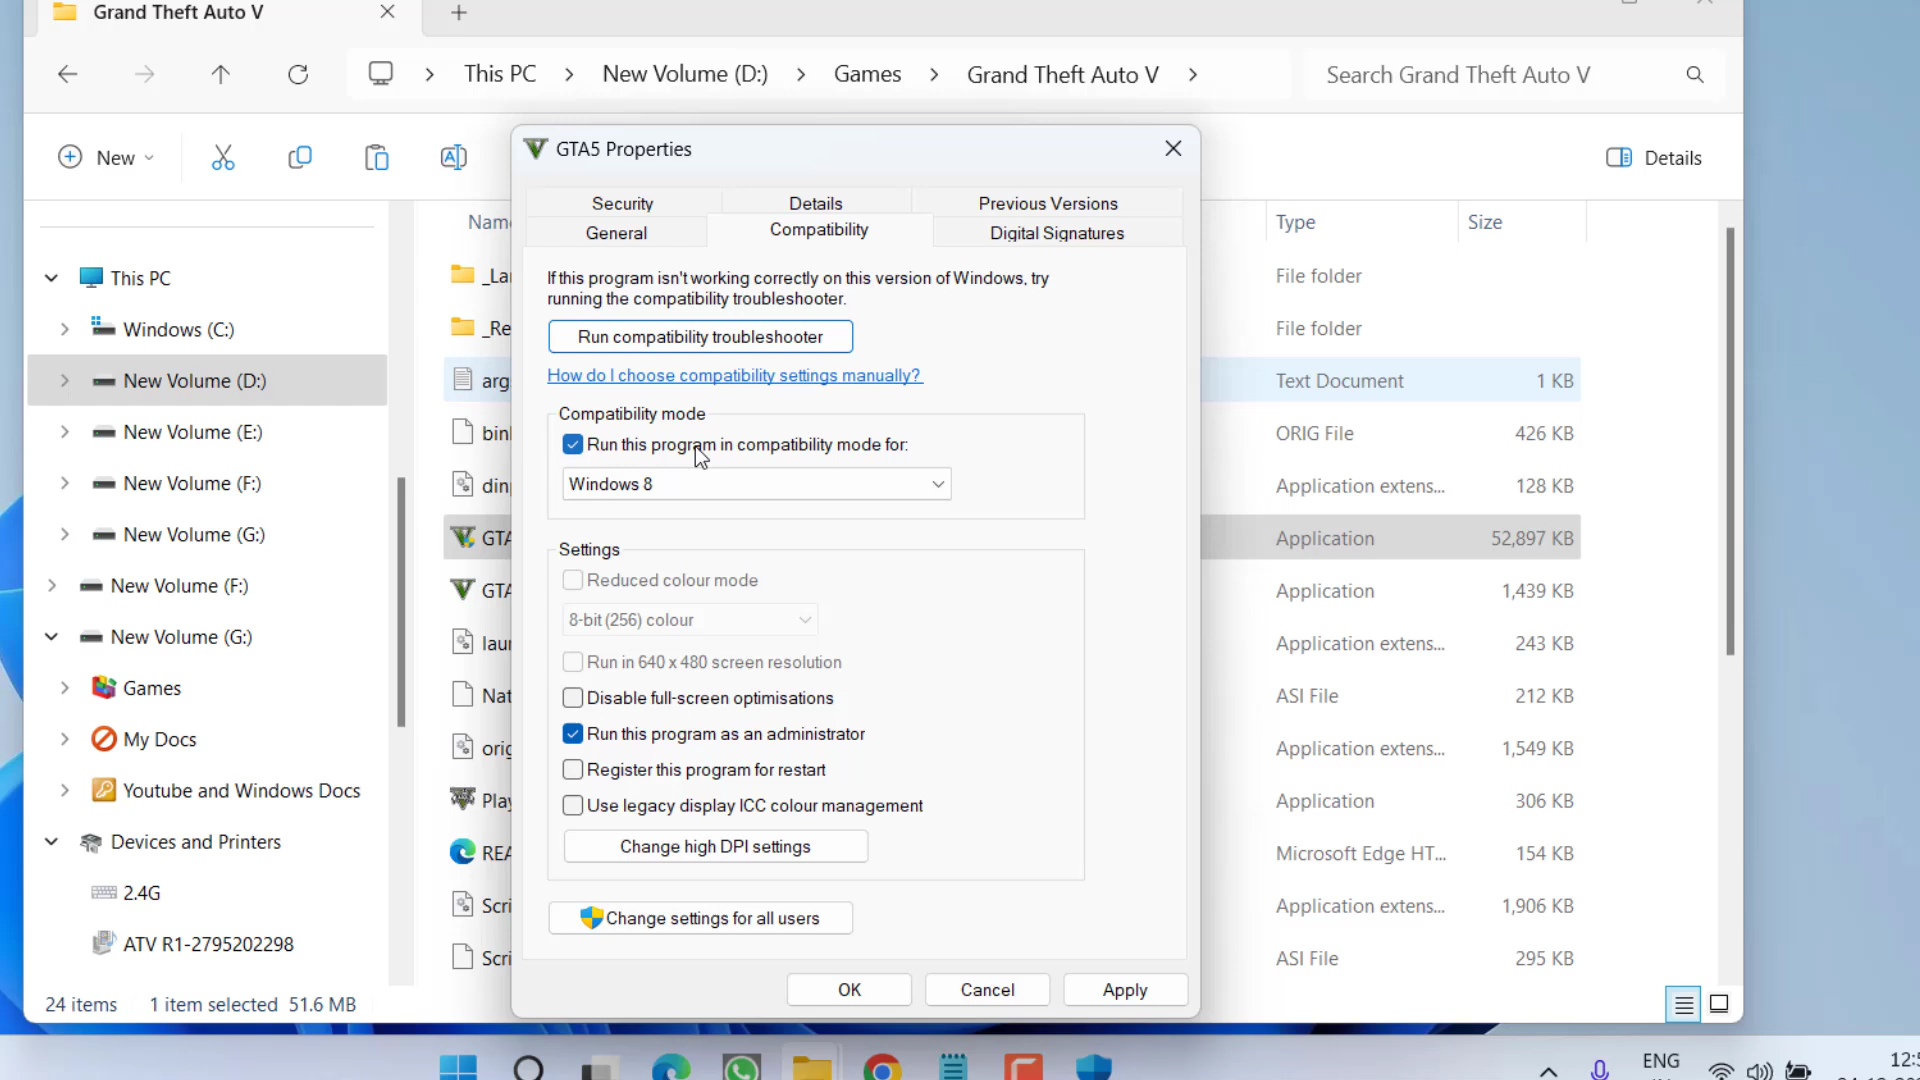 Grand Theft Auto V
This PC
New Volume (D:)
Games
Grand Theft Auto V
Search Grand Theft Auto V
New
Details
GTA5 Properties
Security
Details
Previous Versions
General
Compatibility
Digital Signatures
If this program isn't working correctly on this version of Windows, try
running the compatibility troubleshooter.
Run compatibility troubleshooter
How do I choose compatibility settings manually?
Compatibility mode
Run this program in compatibility mode for:
Windows 8
Settings
Reduced colour mode
8-bit (256) colour
Run in 640 x 480 screen resolution
Disable full-screen optimisations
Run this program as an administrator
Register this program for restart
Use legacy display ICC colour management
Change high DPI settings
Change settings for all users
OK
Cancel
Apply
This PC
Windows (C:)
New Volume (D:)
New Volume (E:)
New Volume (F:)
New Volume (G:)
New Volume (F:)
New Volume (G:)
Games
My Docs
Youtube and Windows Docs
Devices and Printers
2.4G
ATV R1-2795202298
Type
Size
File folder
File folder
Text Document 1 KB
ORIG File 426 KB
Application extens... 128 KB
Application 52,897 KB
Application 1,439 KB
Application extens... 243 KB
ASI File 212 KB
Application extens... 1,549 KB
Application 306 KB
Microsoft Edge HT... 154 KB
Application extens... 1,906 KB
ASI File 295 KB
24 items
1 item selected 51.6 MB
ENG